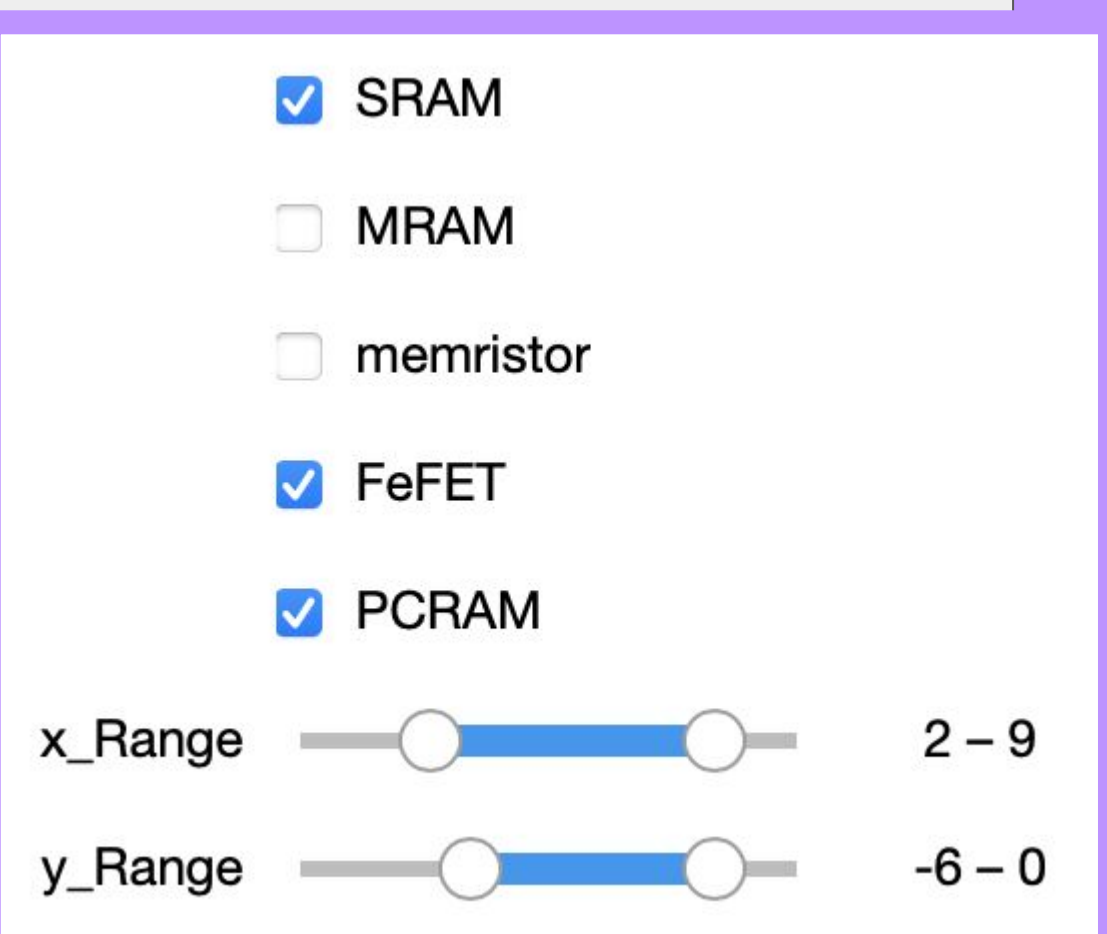 SRAM
MRAM
memristor
FeFET
PCRAM
x_Range 2 – 9
y_Range -6 – 0